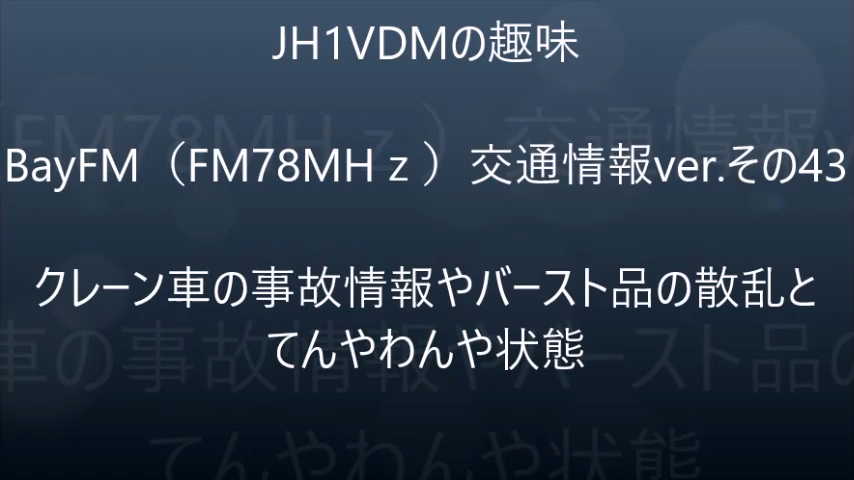 JH1VDMの趣味
BayFM（FM78MHｚ）交通情報ver.その43
クレーン車の事故情報やバースト品の散乱と
てんやわんや状態